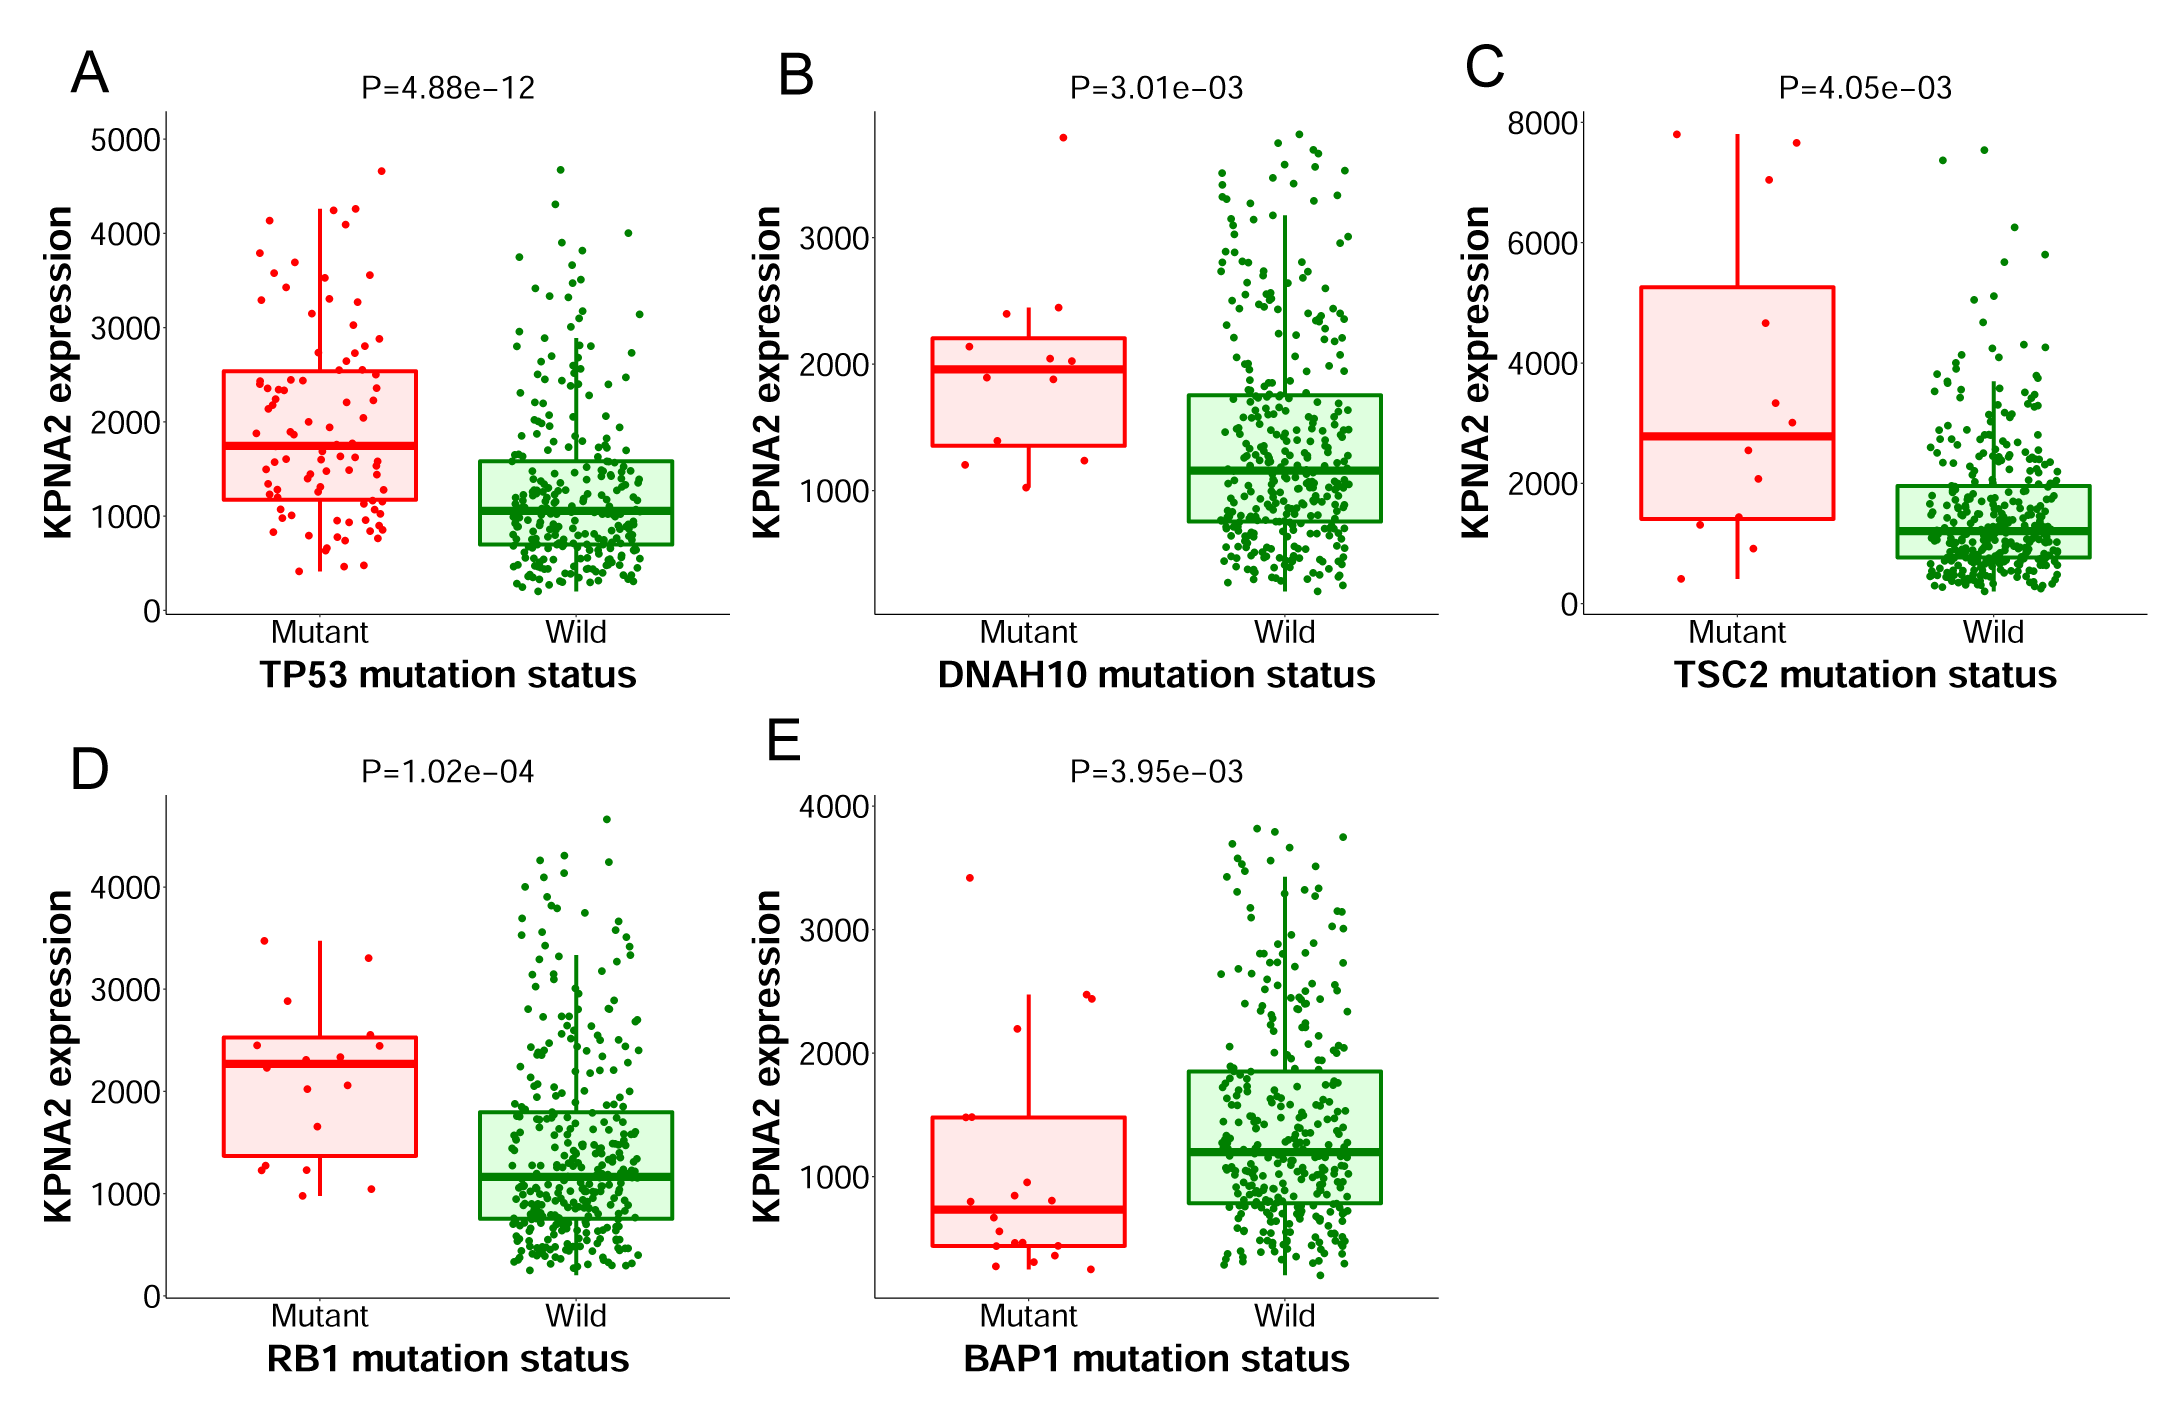 A
P=4.88e−12
KPNA2 expression
5000
4000
3000
2000
1000
0
Mutant Wild
TP53 mutation status
B
P=3.01e−03
KPNA2 expression
3000
2000
1000
Mutant Wild
DNAH10 mutation status
C
P=4.05e−03
KPNA2 expression
8000
6000
4000
2000
0
Mutant Wild
TSC2 mutation status
D
P=1.02e−04
KPNA2 expression
4000
3000
2000
1000
0
Mutant Wild
RB1 mutation status
E
P=3.95e−03
KPNA2 expression
4000
3000
2000
1000
Mutant Wild
BAP1 mutation status